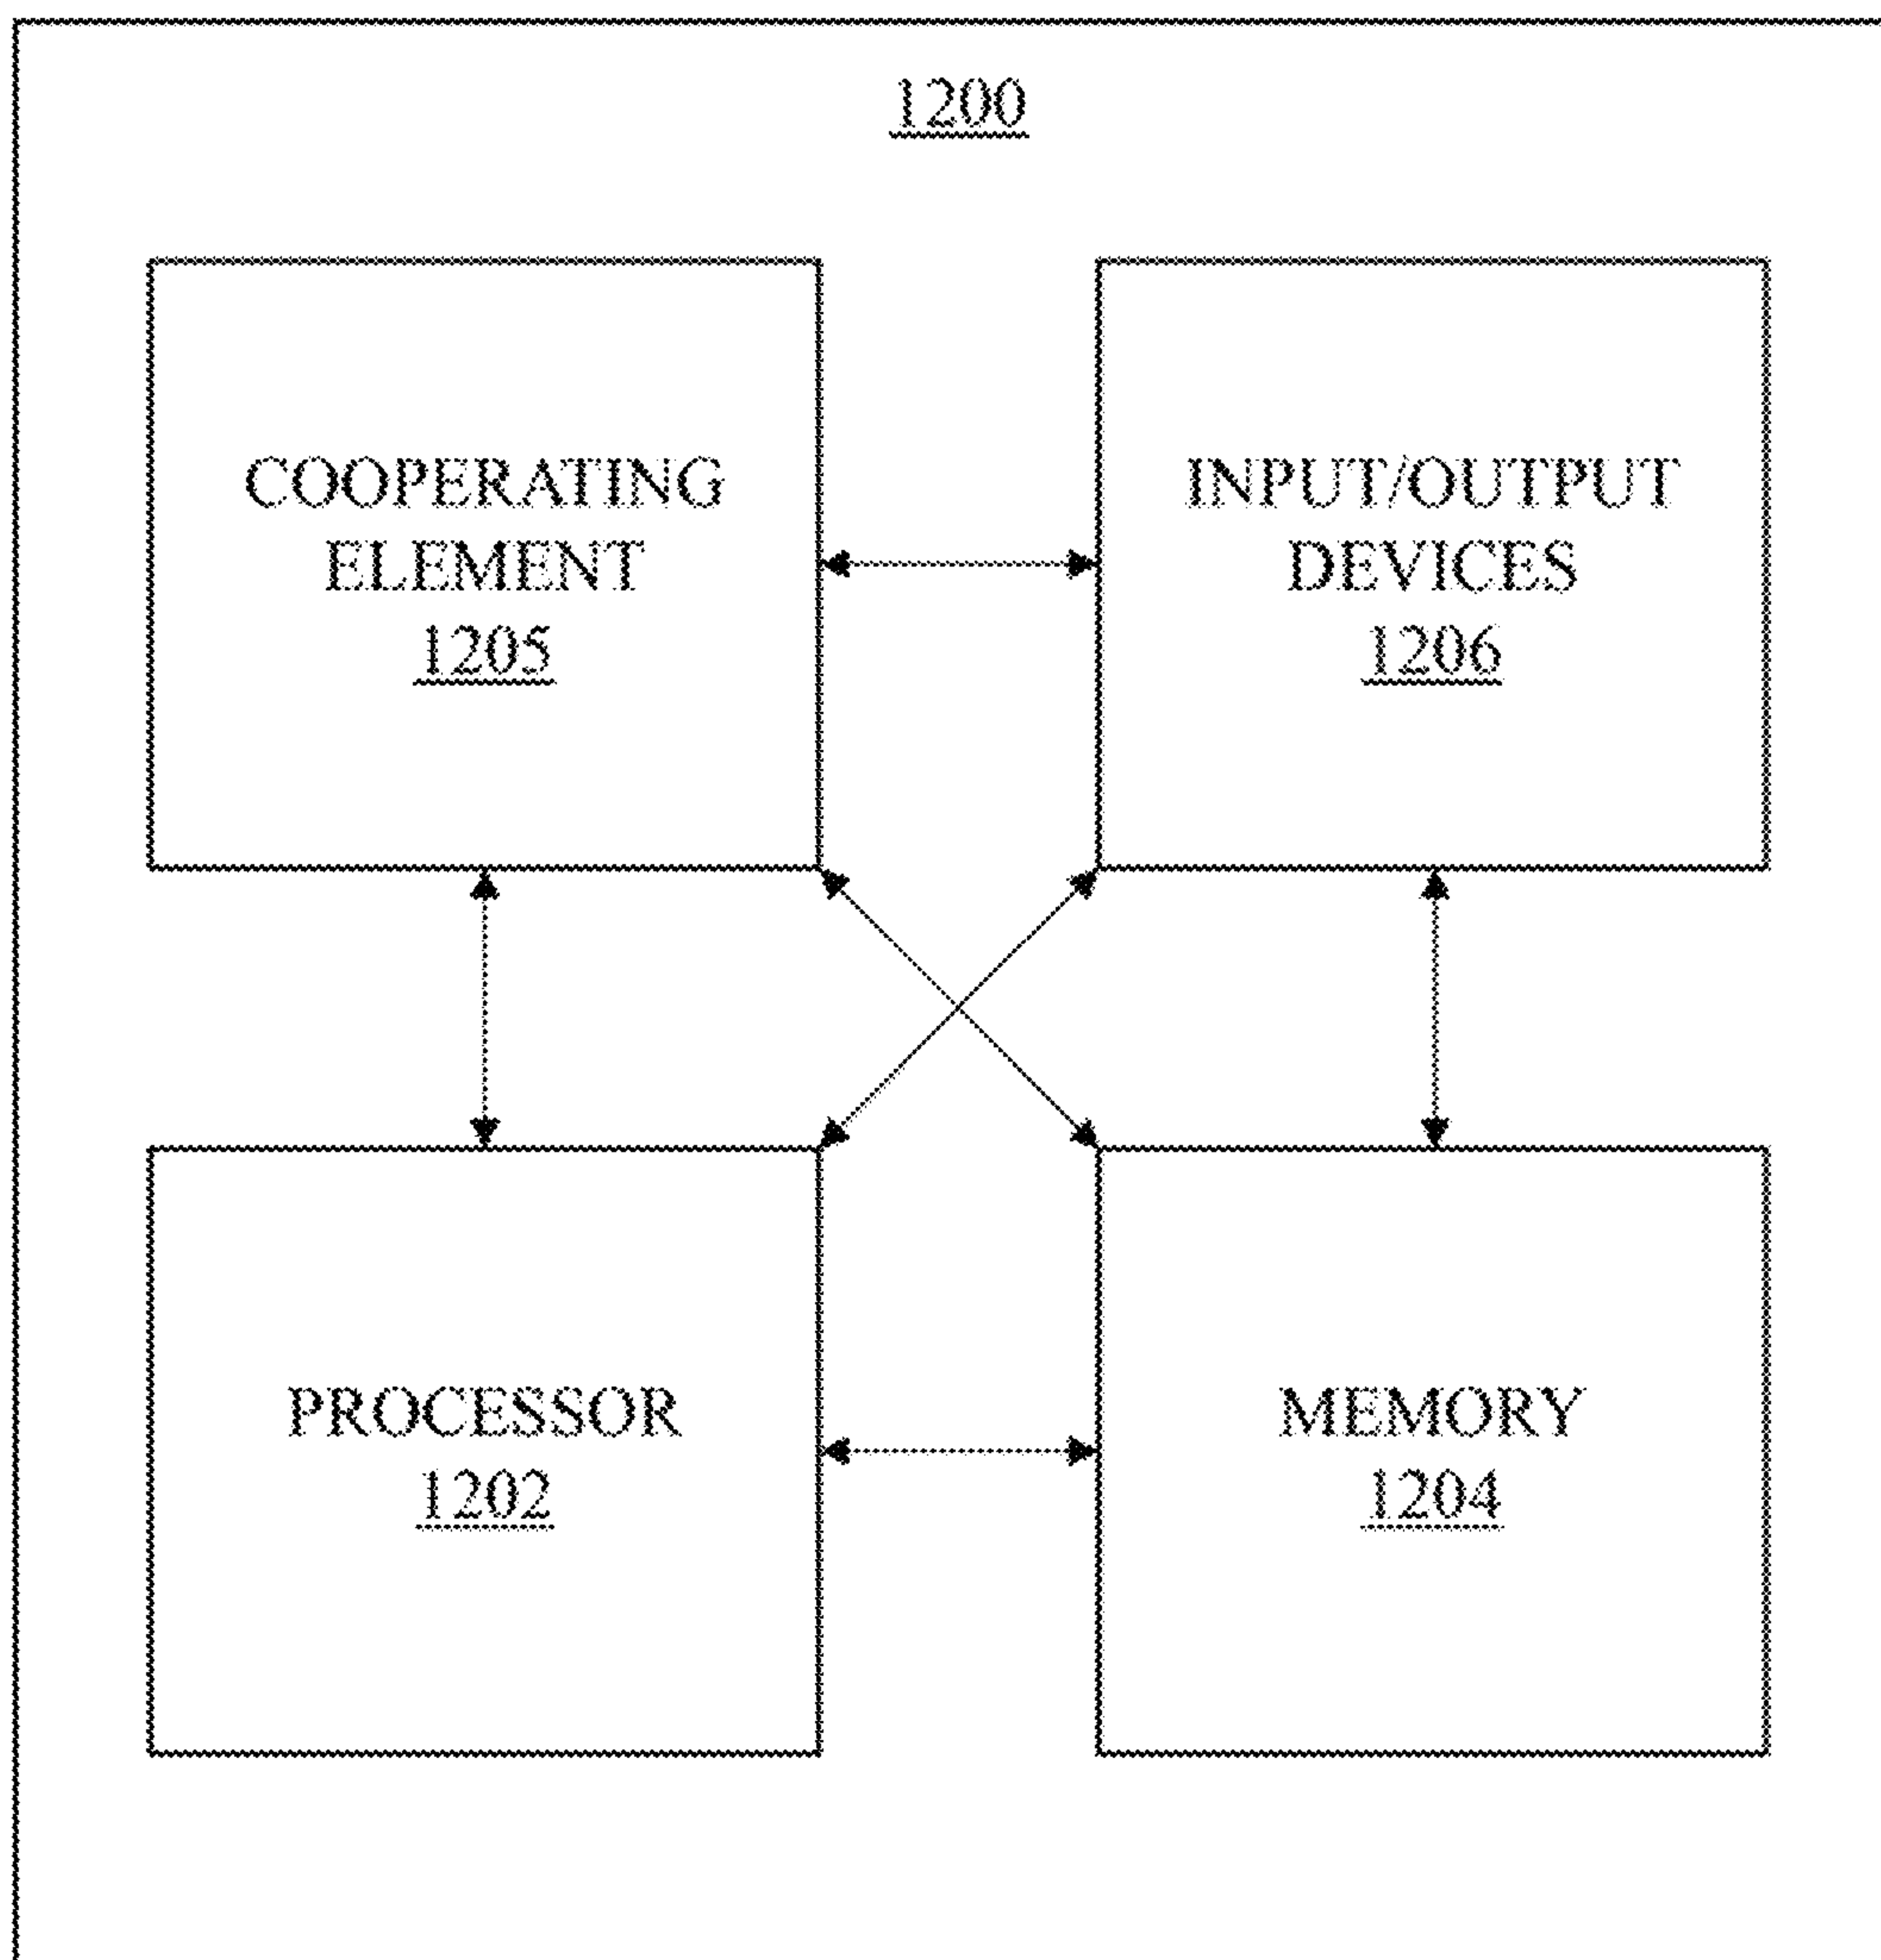 1200
COOPERATING
ELEMENT
1205
INPUT/OUTPUT
DEVICES
1206
PROCESSOR
1202
MEMORY
1204